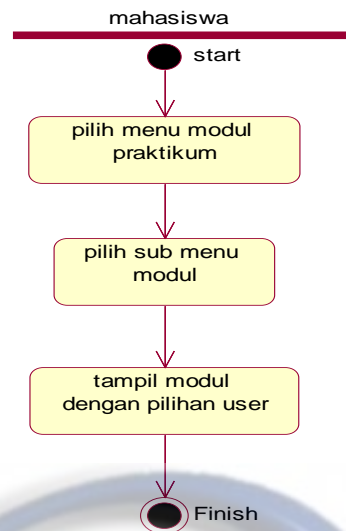 mahasiswa
start
pilih menu modul
praktikum
pilih sub menu
modul
tampil modul
dengan pilihan user
Finish